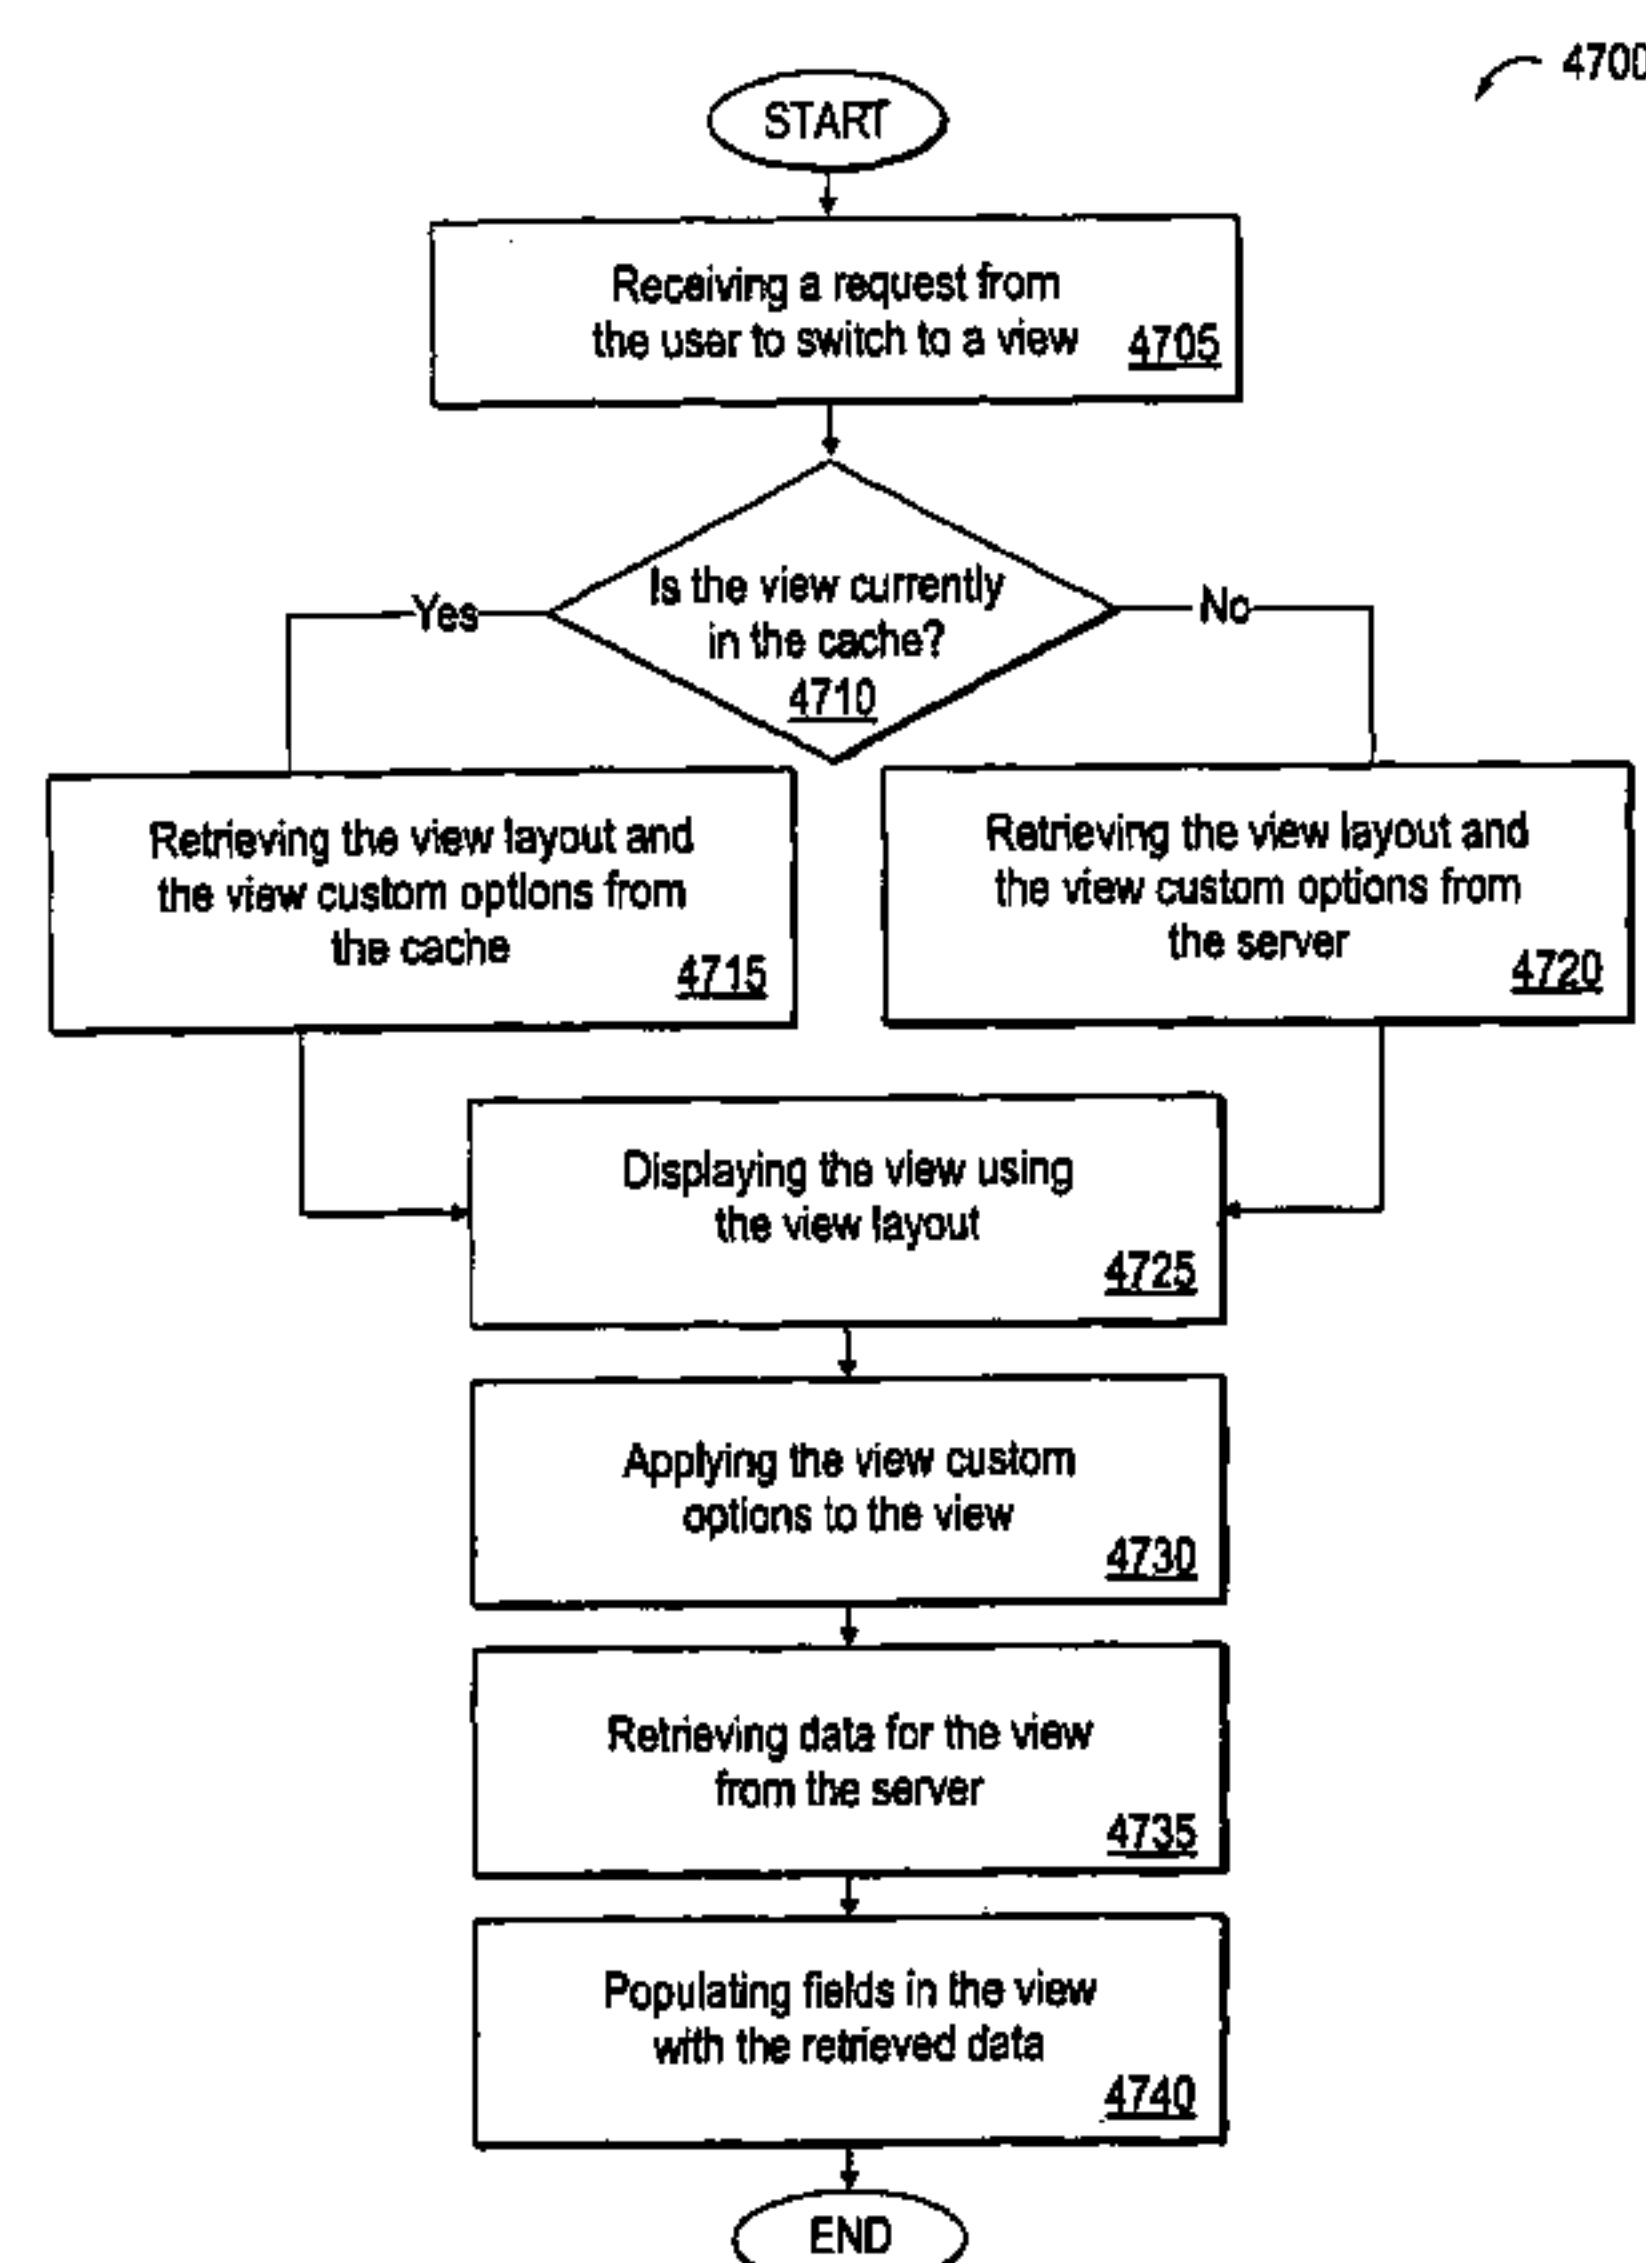 4700
START
Receiving a request from
the user to switch to a view
4705
Is the view currently
in the cache?
4710
Yes
No
Retrieving the view layout and
the view custom options from
the cache
4715
Retrieving the view layout and
the view custom options from
the server
4720
Displaying the view using
the view layout
4725
Applying the view custom
options to the view
4730
Retrieving data for the view
from the server
4735
Populating fields in the view
with the retrieved data
4740
END